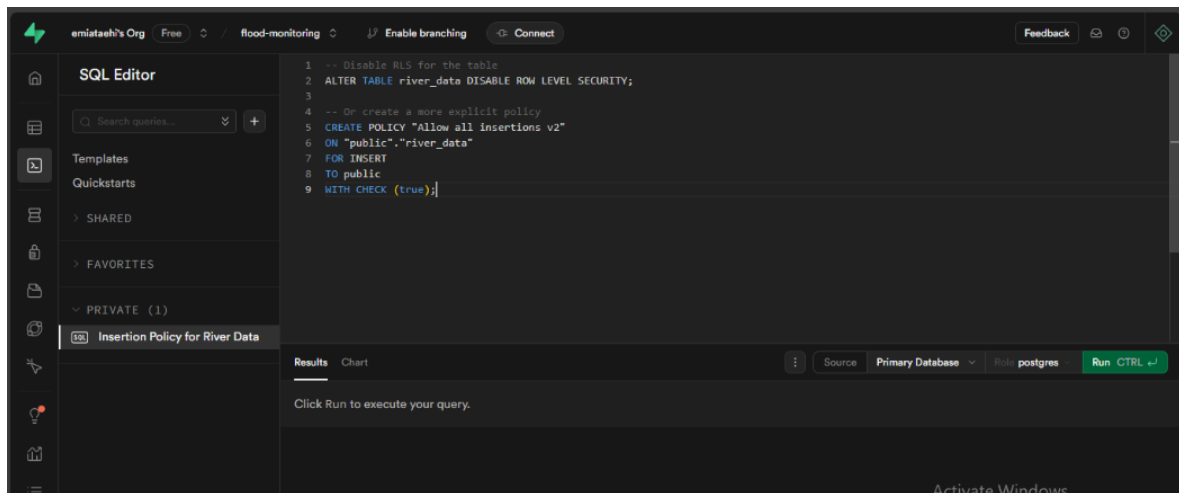 emiataehi's Org Free / flood-monitoring Enable branching Connect Feedback
SQL Editor
Search queries...
Templates
Quickstarts
SHARED
FAVORITES
PRIVATE (1)
SQL Insertion Policy for River Data
1 -- Disable RLS for the table
2 ALTER TABLE river_data DISABLE ROW LEVEL SECURITY;
3
4 -- Or create a more explicit policy
5 CREATE POLICY "Allow all insertions v2"
6 ON "public"."river_data"
7 FOR INSERT
8 TO public
9 WITH CHECK (true);
Results Chart Source Primary Database Role postgres Run CTRL ↵
Click Run to execute your query.
Activate Windows